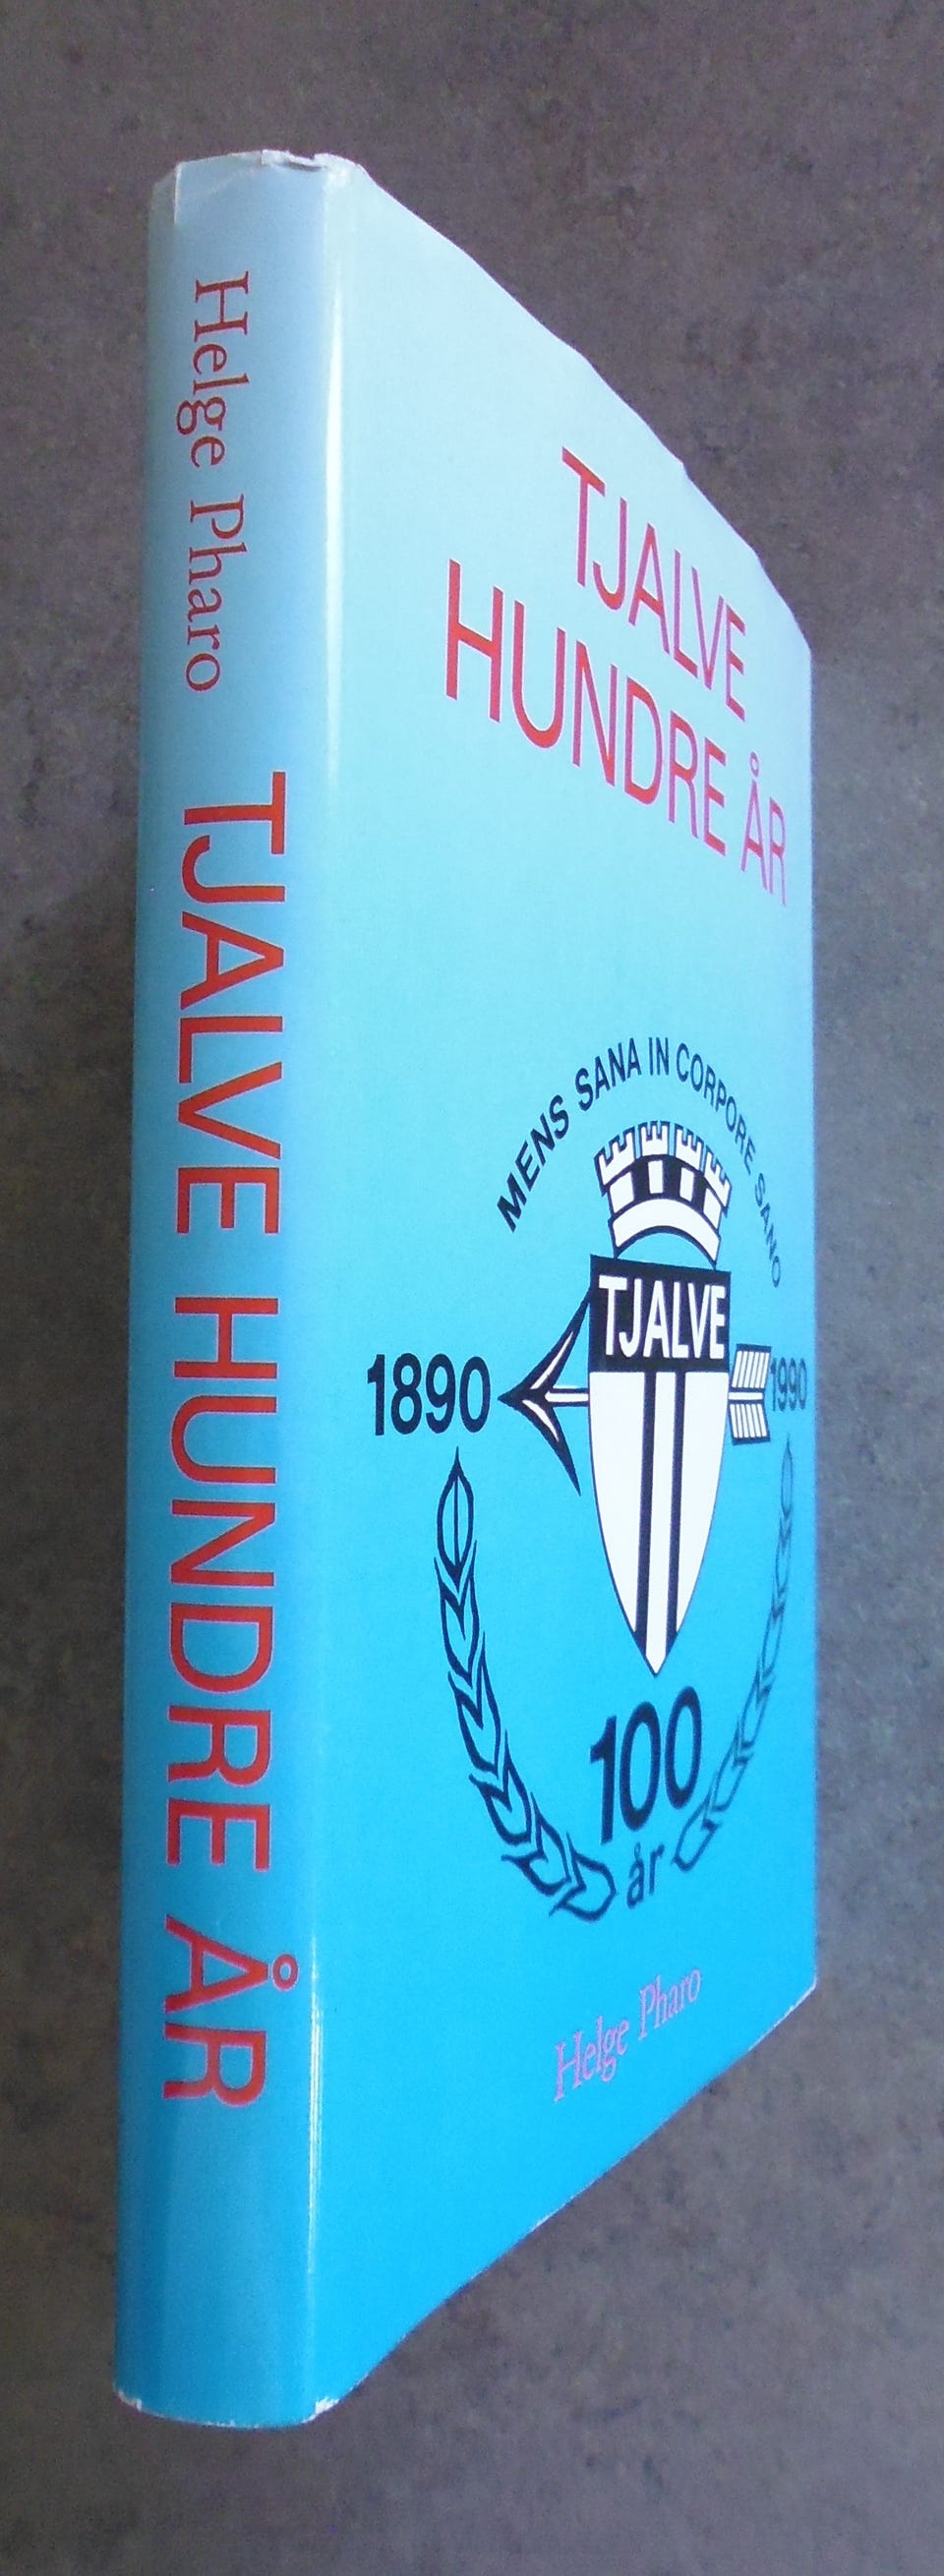 Helge Pharo TJALVE HUNDRE ÅR
TJALVE
HUNDRE ÅR
MENS SANA IN CORPORE SANO
TJALVE
1890
1990
100
år
Helge Pharo